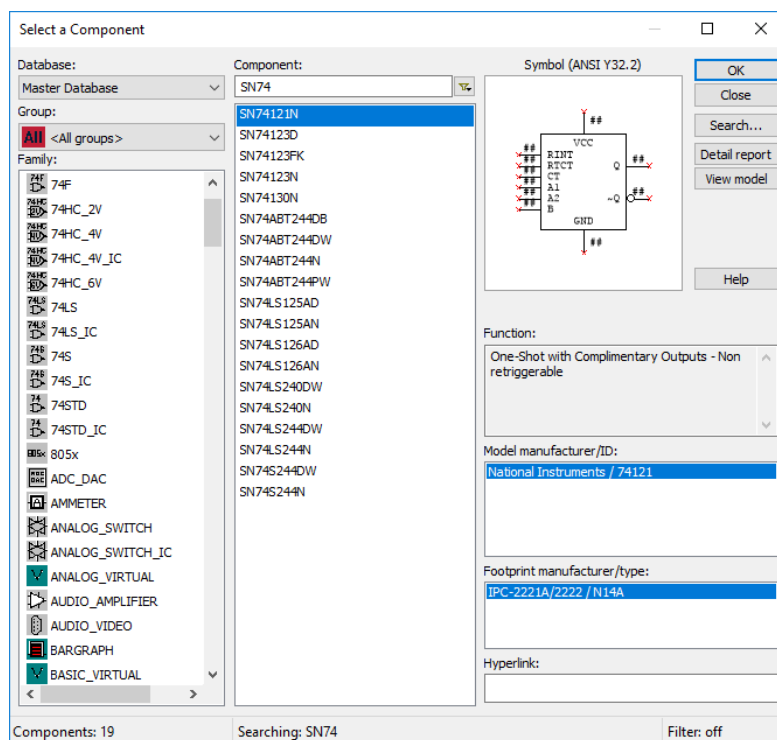 Select a Component
Database:
Master Database
Group:
All <All groups>
Family:
74F
74HC_2V
74HC_4V
74HC_4V_IC
74HC_6V
74LS
74LS_IC
74S
74S_IC
74STD
74STD_IC
805x
ADC_DAC
AMMETER
ANALOG_SWITCH
ANALOG_SWITCH_IC
ANALOG_VIRTUAL
AUDIO_AMPLIFIER
AUDIO_VIDEO
BARGRAPH
BASIC_VIRTUAL
Component:
SN74
SN74121N
SN74123D
SN74123FK
SN74123N
SN74130N
SN74ABT244DB
SN74ABT244DW
SN74ABT244N
SN74ABT244PW
SN74LS125AD
SN74LS125AN
SN74LS126AD
SN74LS126AN
SN74LS240DW
SN74LS240N
SN74LS244DW
SN74LS244N
SN74S244DW
SN74S244N
Symbol (ANSI Y32.2)
##
VCC
## RINT
## RTCT Q ##
## CT
## A1
## A2 ~Q ##
## B
GND
##
Function:
One-Shot with Complimentary Outputs - Non
retriggerable
Model manufacturer/ID:
National Instruments / 74121
Footprint manufacturer/type:
IPC-2221A/2222 / N14A
Hyperlink:
OK
Close
Search...
Detail report
View model
Help
Components: 19
Searching: SN74
Filter: off